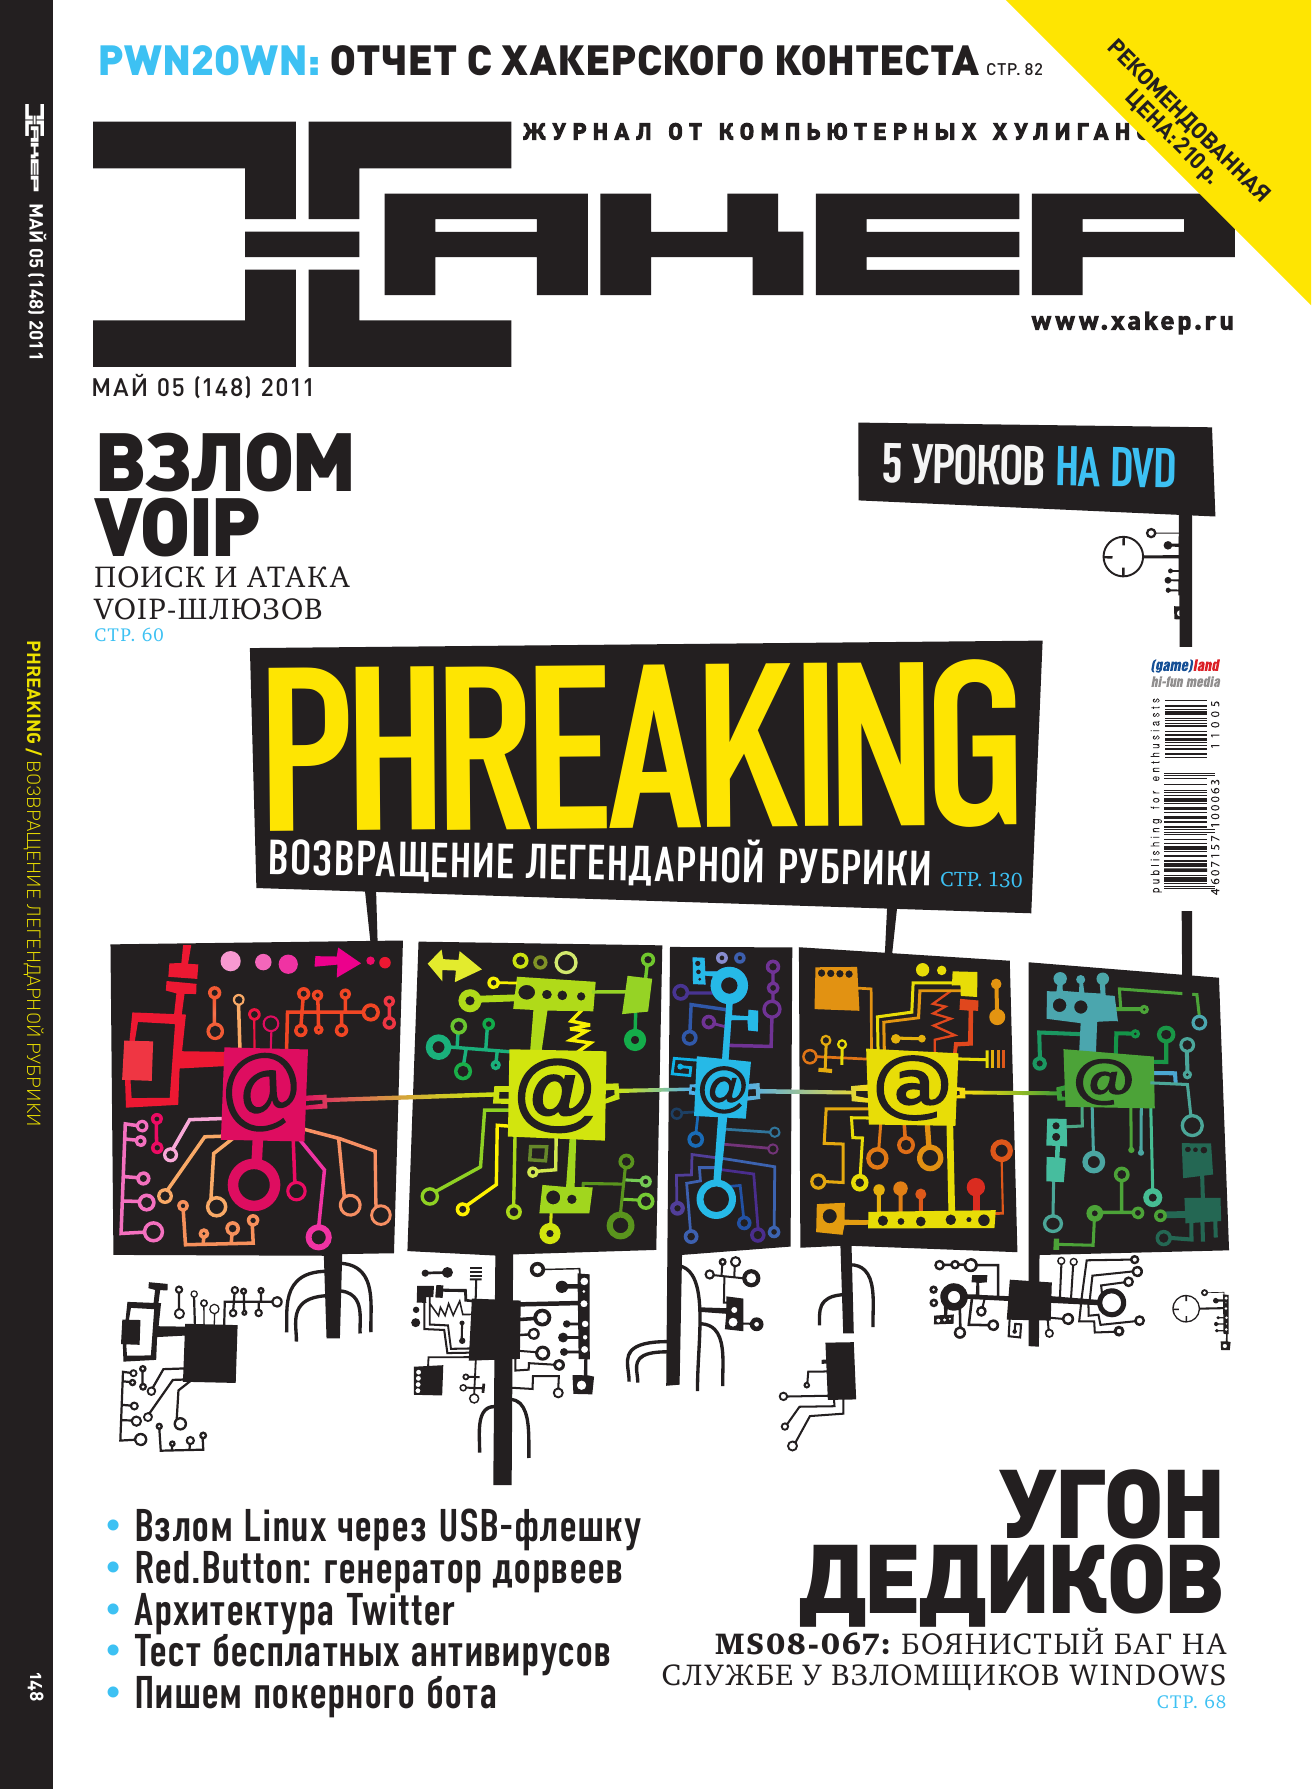 PWN2OWN: ОТЧЕТ С ХАКЕРСКОГО КОНТЕСТА СТР. 82
РЕКОМЕНДОВАННАЯ
ЦЕНА: 210 р.
ЖУРНАЛ ОТ КОМПЬЮТЕРНЫХ ХУЛИГАНО
ХАКЕР
www.xakep.ru
МАЙ 05 (148) 2011
ВЗЛОМ
VOIP
ПОИСК И АТАКА
VOIP-ШЛЮЗОВ
СТР. 60
5 УРОКОВ НА DVD
(game)land
hi-fun media
publishing for enthusiasts
11005
4 607157 100063
PHREAKING
ВОЗВРАЩЕНИЕ ЛЕГЕНДАРНОЙ РУБРИКИ СТР. 130
@ @ @ @ @
• Взлом Linux через USB-флешку
• Red.Button: генератор дорвеев
• Архитектура Twitter
• Тест бесплатных антивирусов
• Пишем покерного бота
УГОН
ДЕДИКОВ
MS08-067: БОЯНИСТЫЙ БАГ НА
СЛУЖБЕ У ВЗЛОМЩИКОВ WINDOWS
СТР. 68
ХАКЕР МАЙ 05 (148) 2011
PHREAKING / ВОЗВРАЩЕНИЕ ЛЕГЕНДАРНОЙ РУБРИКИ
148